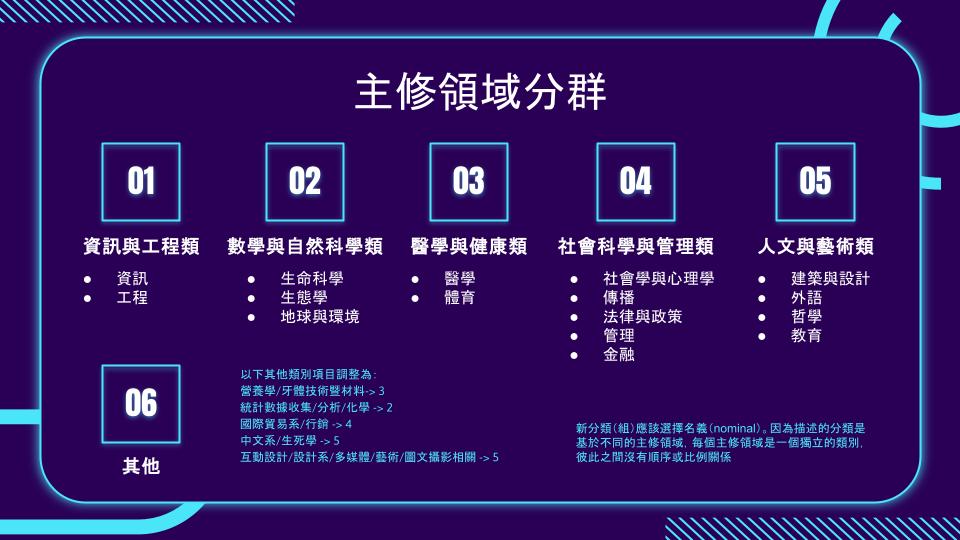 主修領域分群
01
資訊與工程類
● 資訊
● 工程
02
數學與自然科學類
● 生命科學
● 生態學
● 地球與環境
03
醫學與健康類
● 醫學
● 體育
04
社會科學與管理類
● 社會學與心理學
● 傳播
● 法律與政策
● 管理
● 金融
05
人文與藝術類
● 建築與設計
● 外語
● 哲學
● 教育
06
其他
以下其他類別項目調整為:
營養學/牙體技術暨材料-> 3
統計數據收集/分析/化學 -> 2
國際貿易系/行銷 -> 4
中文系/生死學 -> 5
互動設計/設計系/多媒體/藝術/圖文攝影相關 -> 5
新分類(組)應該選擇名義(nominal)。因為描述的分類是
基於不同的主修領域，每個主修領域是一個獨立的類別，
彼此之間沒有順序或比例關係